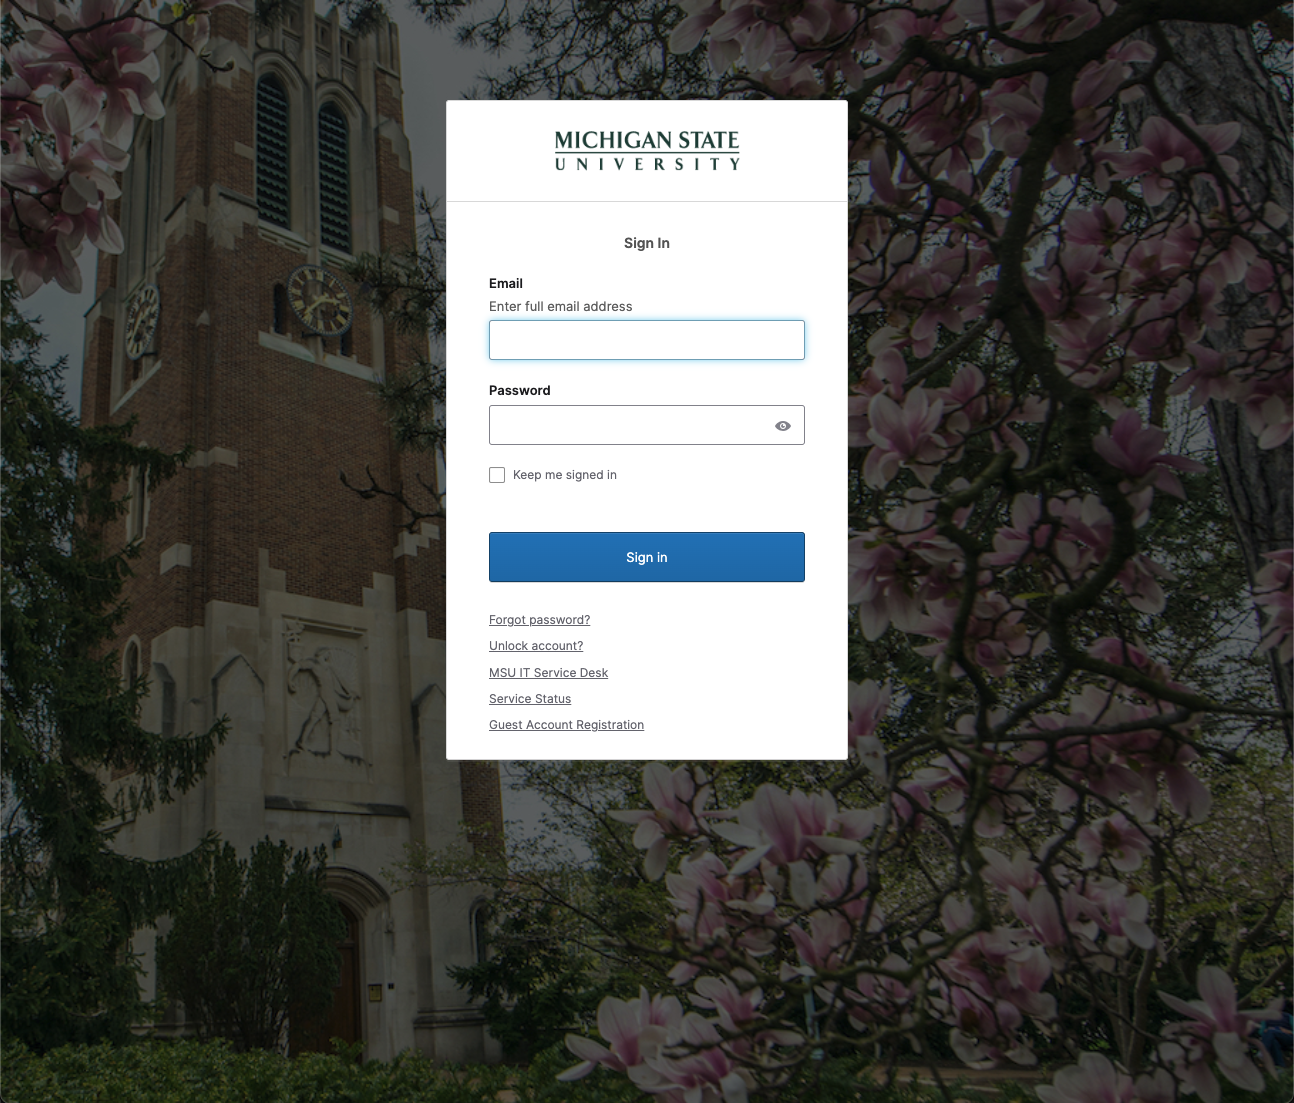 MICHIGAN STATE
UNIVERSITY
Sign In
Email
Enter full email address
Password
Keep me signed in
Sign in
Forgot password?
Unlock account?
MSU IT Service Desk
Service Status
Guest Account Registration